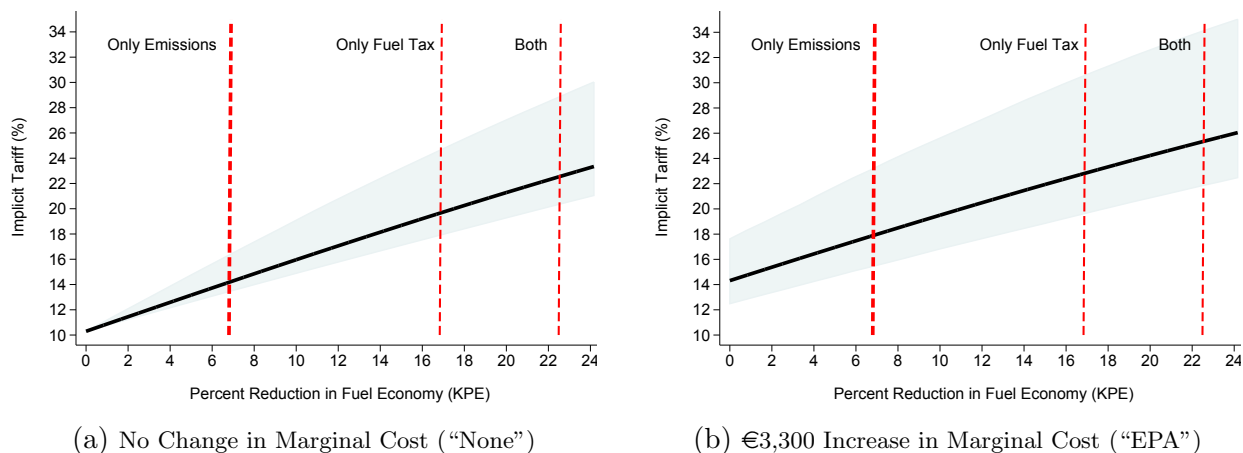 34
32
30
28
26
24
22
20
18
16
14
12
10
Implicit Tariff (%)
Only Emissions
Only Fuel Tax
Both
0 2 4 6 8 10 12 14 16 18 20 22 24
Percent Reduction in Fuel Economy (KPE)
(a) No Change in Marginal Cost (“None”)
34
32
30
28
26
24
22
20
18
16
14
12
10
Implicit Tariff (%)
Only Emissions
Only Fuel Tax
Both
0 2 4 6 8 10 12 14 16 18 20 22 24
Percent Reduction in Fuel Economy (KPE)
(b) €3,300 Increase in Marginal Cost (“EPA”)